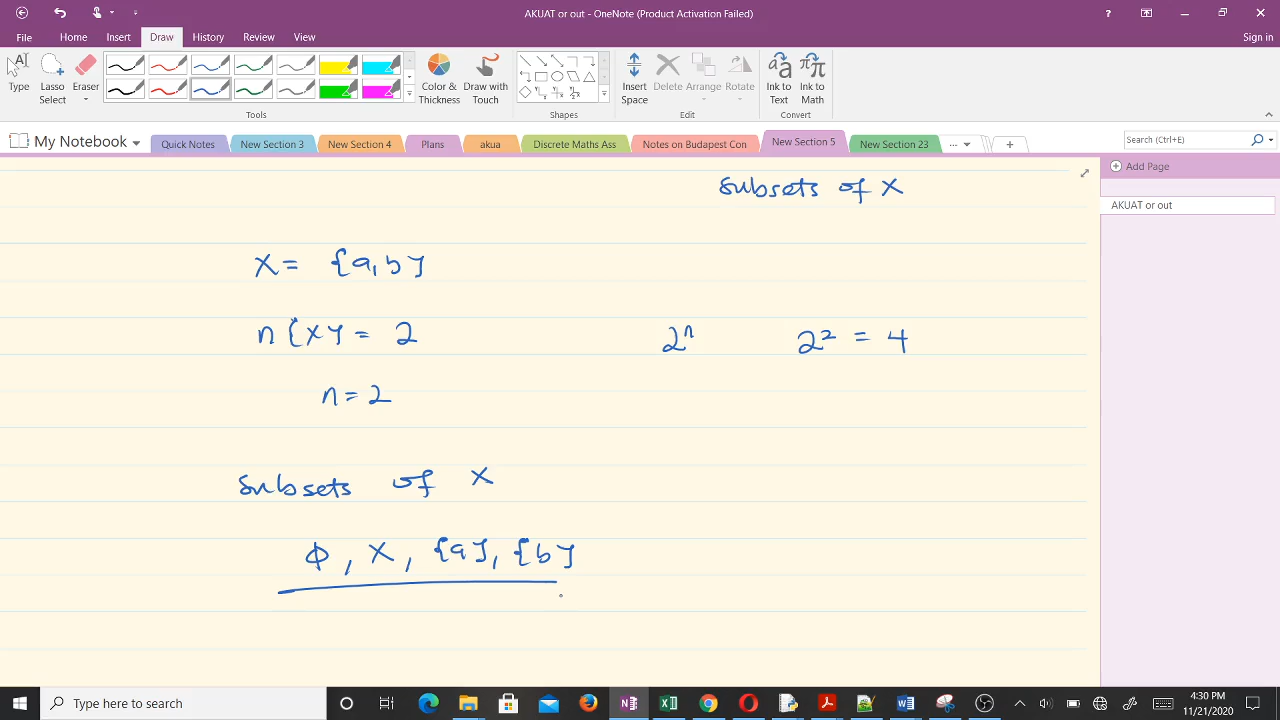 AKUAT or out - OneNote (Product Activation Failed)
File Home Insert Draw History Review View
Sign in
Type
Lasso Select
Eraser
Color & Thickness
Draw with Touch
Insert Space
Delete
Arrange
Rotate
Ink to Text
Ink to Math
Tools
Shapes
Edit
Convert
My Notebook
Quick Notes
New Section 3
New Section 4
Plans
akua
Discrete Maths Ass
Notes on Budapest Con
New Section 5
New Section 23
...
Search (Ctrl+E)
Add Page
AKUAT or out
Subsets of X
X = {a, b}
n{X} = 2
2ⁿ 2² = 4
n = 2
Subsets of X
ϕ, X, {a}, {b}
Type here to search
4:30 PM
11/21/2020